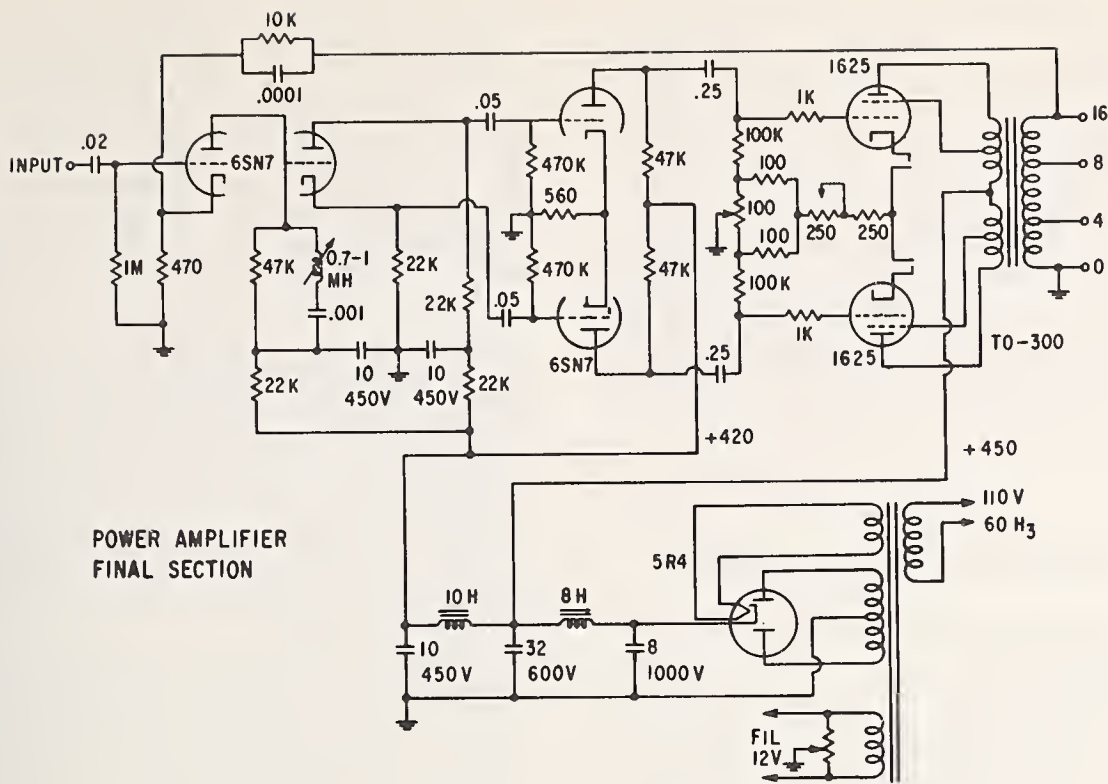 10K
.0001
.02
INPUT
6SN7
1M
470
47K
0.7-1
MH
.001
22K
22K
22K
22K
10
450V
10
450V
.05
.05
470K
560
470K
6SN7
47K
47K
.25
.25
100K
100
100
100
100K
250
250
1K
1K
1625
1625
16
8
4
0
TO-300
+420
+450
POWER AMPLIFIER
FINAL SECTION
110V
60 H3
5R4
10H
8H
10
450V
32
600V
8
1000V
FIL
12V